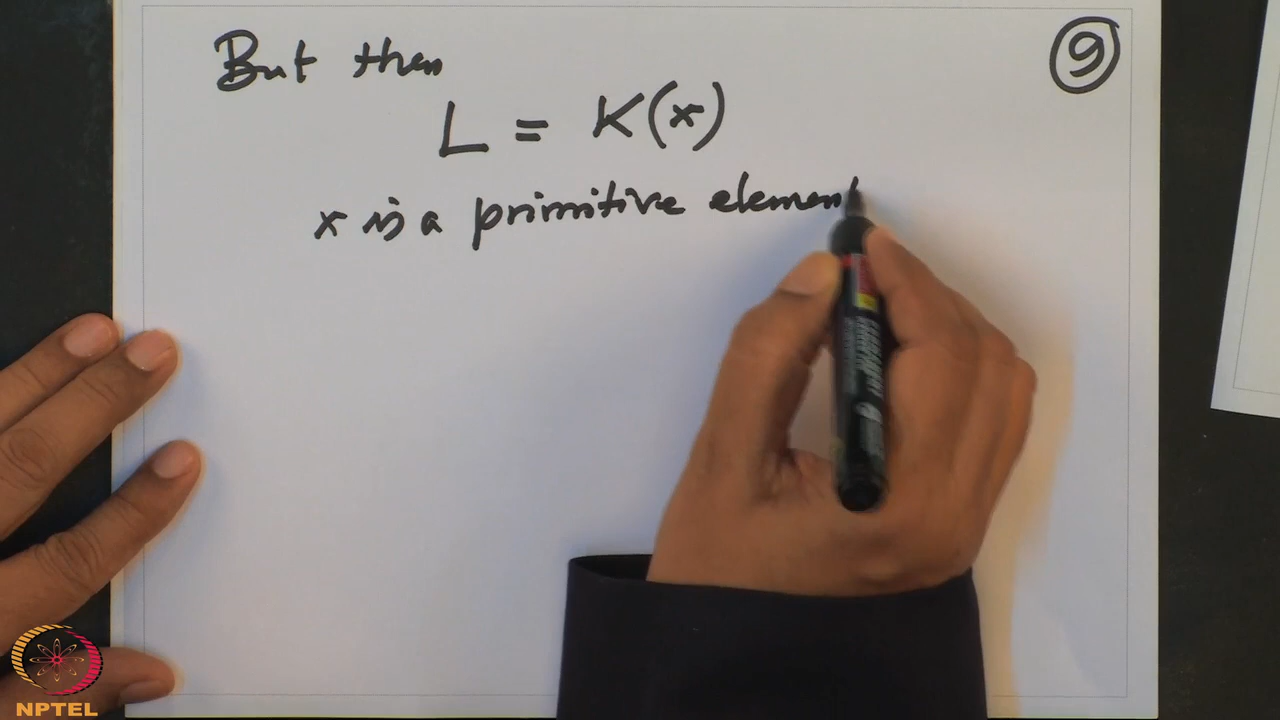 But then
9
L = K(x)
x is a primitive element
NPTEL